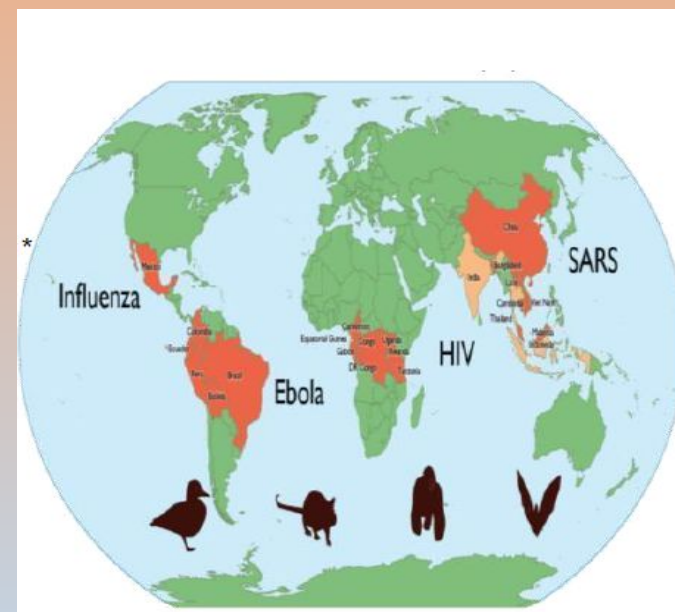 *
China
SARS
Mexico
Bangladesh
India
Laos
Influenza
Cambodia
Viet Nam
Thailand
Colombia
Cameroon
Malaysia
Equatorial Guinea
Congo
Uganda
Ecuador
Gabon
Rwanda
HIV
Peru
Brazil
DR Congo
Tanzania
Bolivia
Ebola